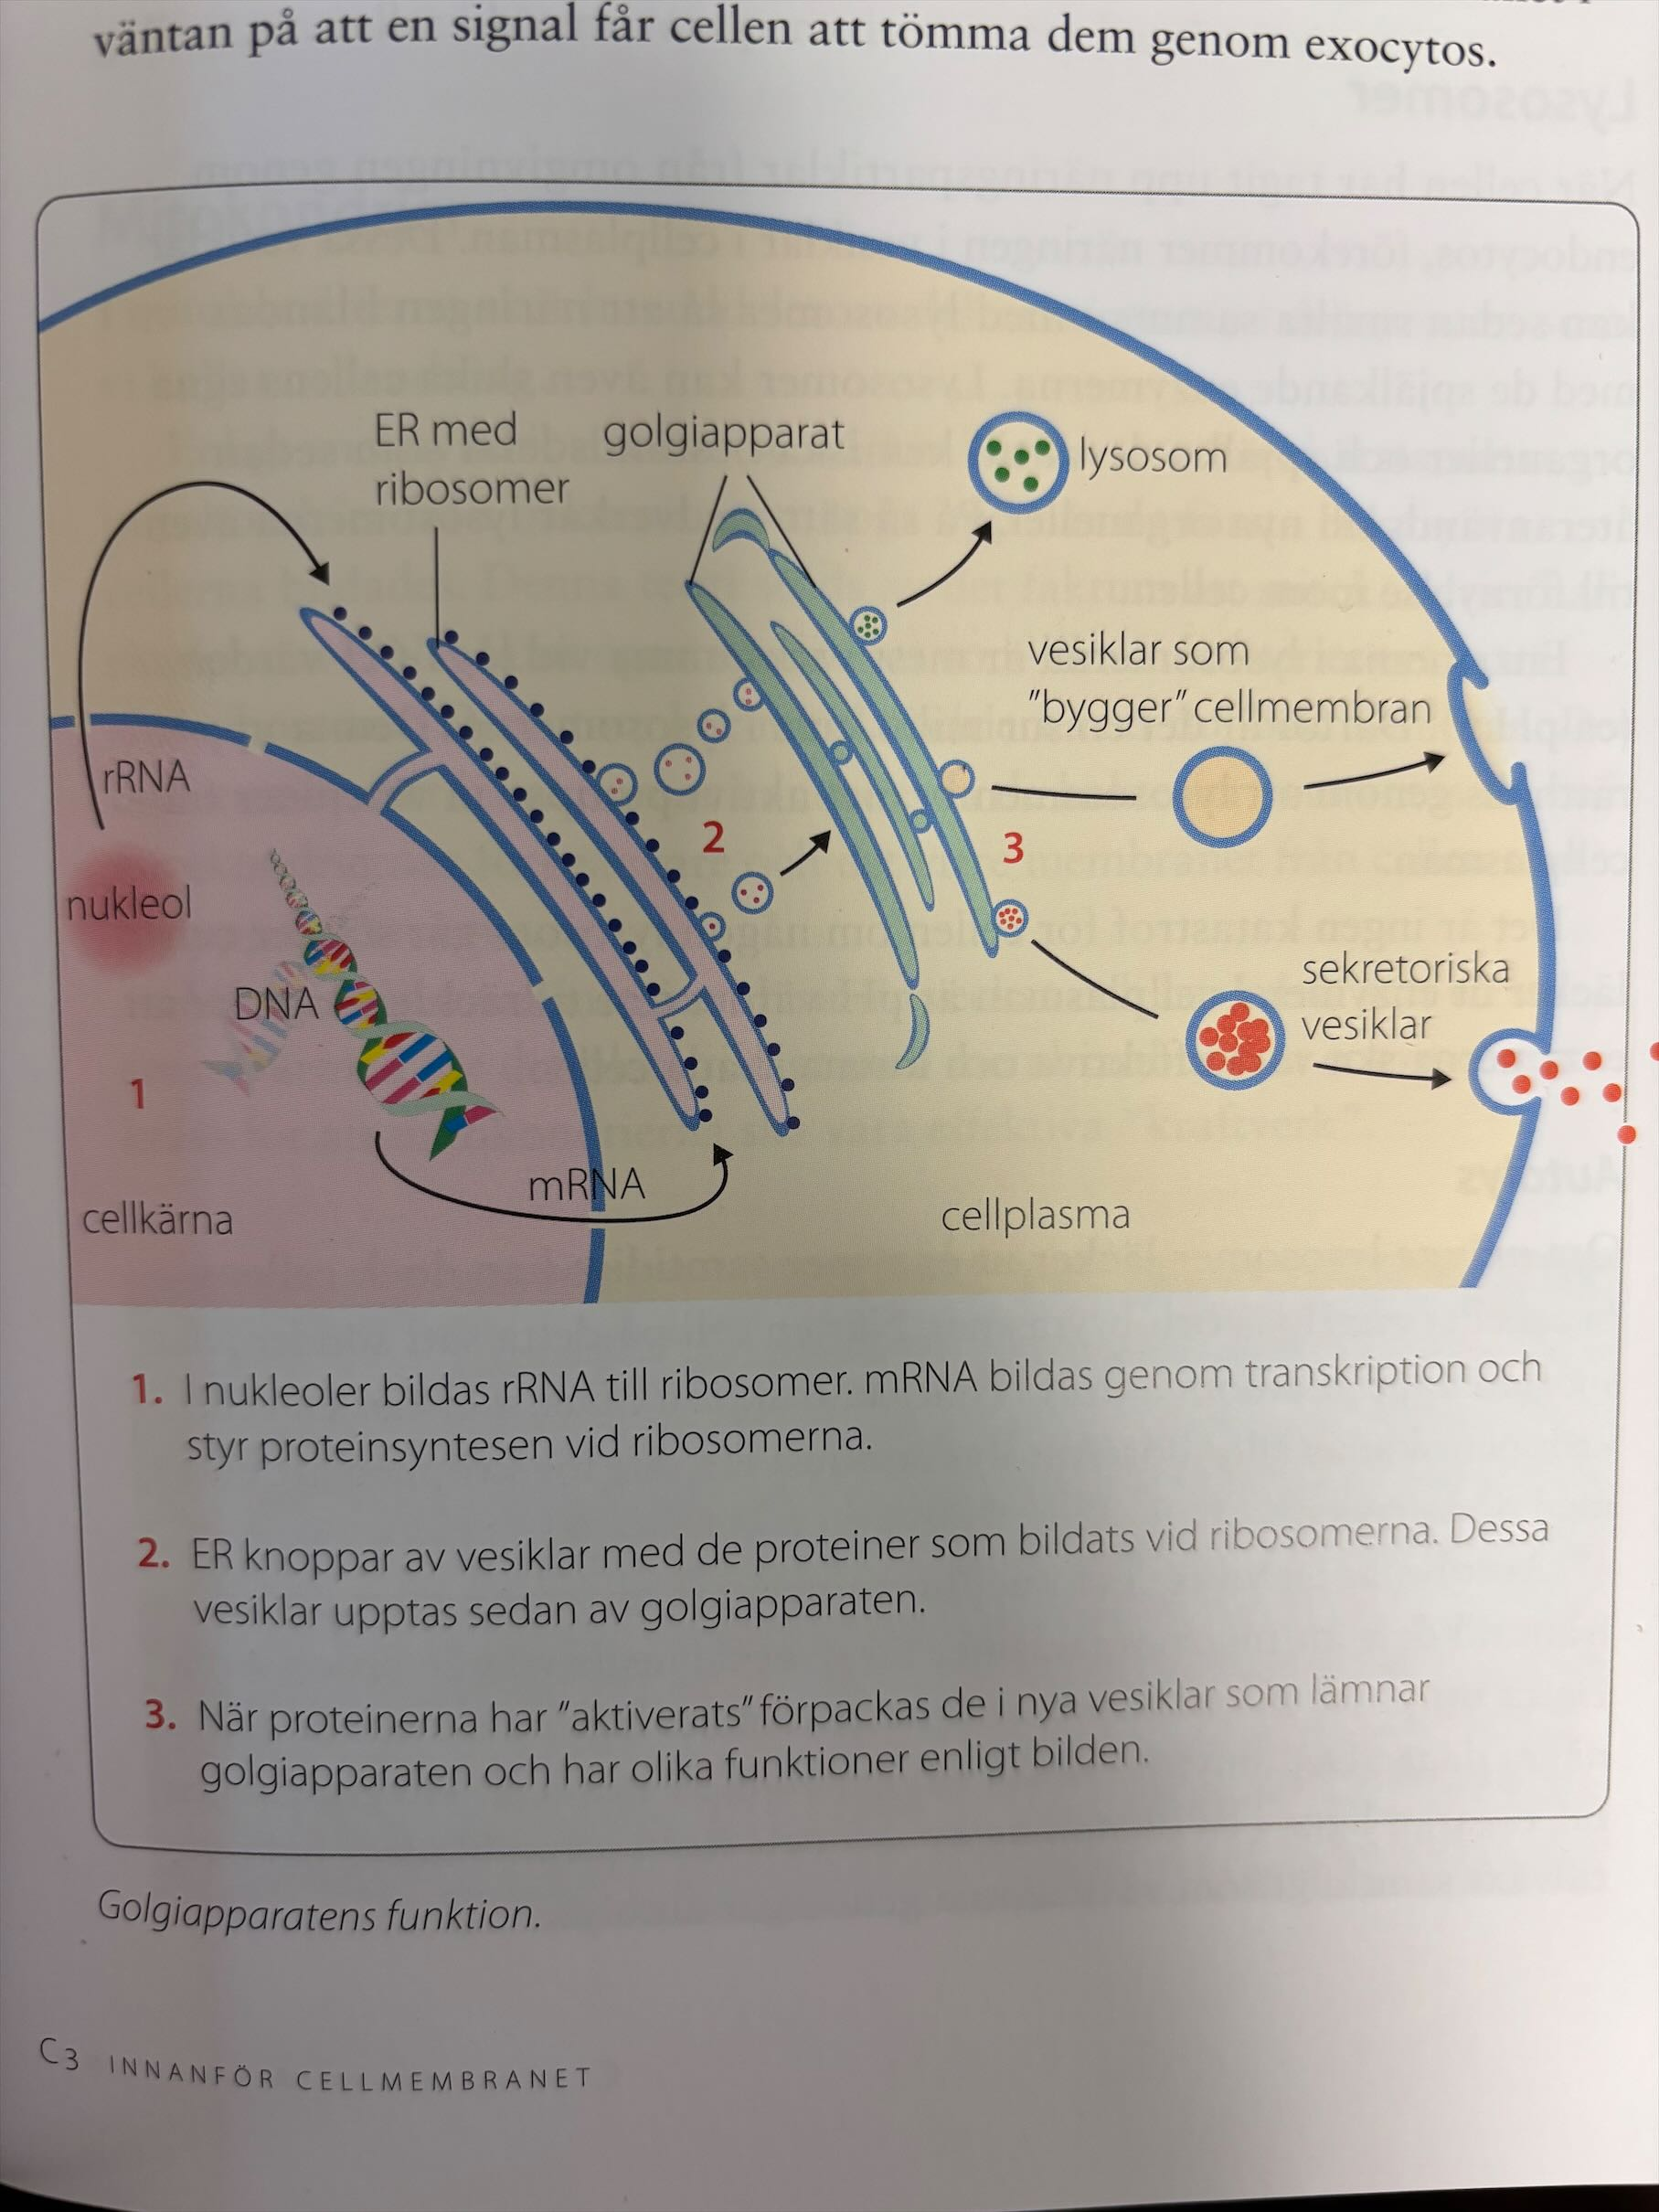 väntan på att en signal får cellen att tömma dem genom exocytos.
ER med
ribosomer
golgiapparat
lysosom
vesiklar som
"bygger" cellmembran
rRNA
2
3
nukleol
DNA
sekretoriska
vesiklar
1
mRNA
cellkärna
cellplasma
1. I nukleoler bildas rRNA till ribosomer. mRNA bildas genom transkription och
styr proteinsyntesen vid ribosomerna.
2. ER knoppar av vesiklar med de proteiner som bildats vid ribosomerna. Dessa
vesiklar upptas sedan av golgiapparaten.
3. När proteinerna har "aktiverats" förpackas de i nya vesiklar som lämnar
golgiapparaten och har olika funktioner enligt bilden.
Golgiapparatens funktion.
C3 INNANFÖR CELLMEMBRANET